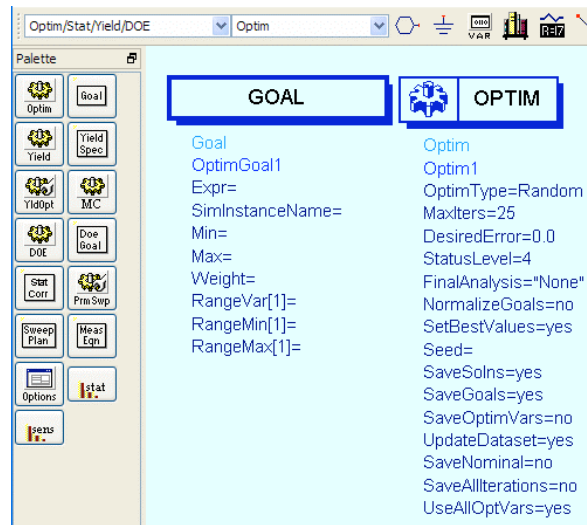 Optim/Stat/Yield/DOE
Optim
VAR
Palette
Optim
Goal
Yield
Yield
Spec
YldOpt
MC
DOE
Doe
Goal
Stat
Corr
PrmSwp
Sweep
Plan
Meas
Eqn
Options
stat
sens
GOAL
Goal
OptimGoal1
Expr=
SimInstanceName=
Min=
Max=
Weight=
RangeVar[1]=
RangeMin[1]=
RangeMax[1]=
OPTIM
Optim
Optim1
OptimType=Random
MaxIters=25
DesiredError=0.0
StatusLevel=4
FinalAnalysis="None"
NormalizeGoals=no
SetBestValues=yes
Seed=
SaveSolns=yes
SaveGoals=yes
SaveOptimVars=no
UpdateDataset=yes
SaveNominal=no
SaveAllIterations=no
UseAllOptVars=yes